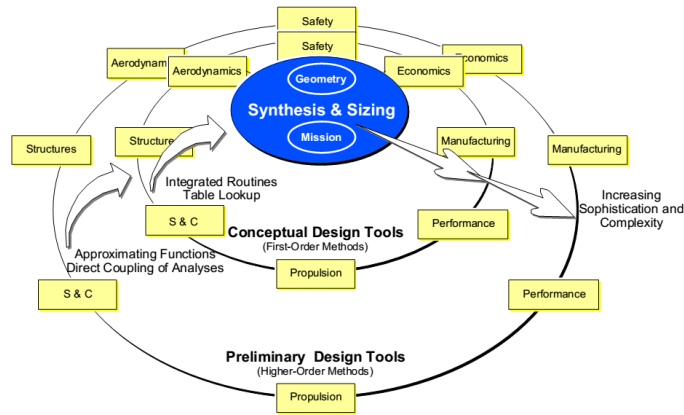 Safety
Safety
Aerodynam
Aerodynamics
Economics
conomics
Geometry
Synthesis & Sizing
Mission
Structures
Structures
Manufacturing
Manufacturing
Integrated Routines
Table Lookup
Increasing
Sophistication and
Complexity
S & C
Performance
Conceptual Design Tools
(First-Order Methods)
Approximating Functions
Direct Coupling of Analyses
Propulsion
S & C
Performance
Preliminary Design Tools
(Higher-Order Methods)
Propulsion